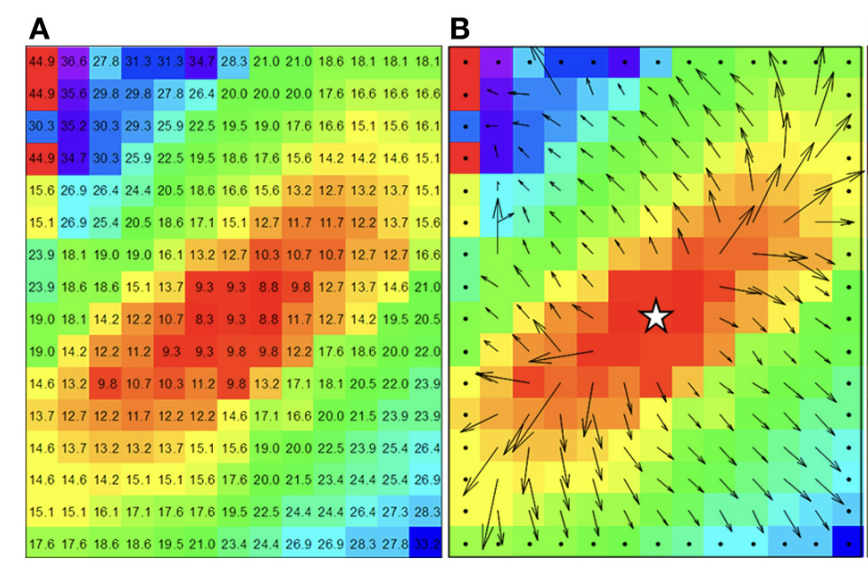 A B
44.9 36.6 27.8 31.3 31.3 34.7 28.3 21.0 21.0 18.6 18.1 18.1 18.1
44.9 35.6 29.8 29.8 27.8 26.4 20.0 20.0 20.0 17.6 16.6 16.6 16.6
30.3 35.2 30.3 29.3 25.9 22.5 19.5 19.0 17.6 16.6 15.1 15.6 16.1
44.9 34.7 30.3 25.9 22.5 19.5 18.6 17.6 15.6 14.2 14.2 14.6 15.1
15.6 26.9 26.4 24.4 20.5 18.6 16.6 15.6 13.2 12.7 13.2 13.7 15.1
15.1 26.9 25.4 20.5 18.6 17.1 15.1 12.7 11.7 11.7 12.2 13.7 15.6
23.9 18.1 19.0 19.0 16.1 13.2 12.7 10.3 10.7 10.7 12.7 12.7 16.6
23.9 18.6 18.6 15.1 13.7 9.3 9.3 8.8 9.8 12.7 13.7 14.6 21.0
19.0 18.1 14.2 12.2 10.7 8.3 9.3 8.8 11.7 12.7 14.2 19.5 20.5
19.0 14.2 12.2 11.2 9.3 9.3 9.8 9.8 12.2 17.6 18.6 20.0 22.0
14.6 13.2 9.8 10.7 10.3 11.2 9.8 13.2 17.1 18.1 20.5 22.0 23.9
13.7 12.7 12.2 11.7 12.2 12.2 14.6 17.1 16.6 20.0 21.5 23.9 23.9
14.6 13.7 13.2 13.2 13.7 15.1 15.6 19.0 20.0 22.5 23.9 25.4 26.4
14.6 14.6 14.2 15.1 15.1 15.6 17.6 20.0 21.5 23.4 24.4 25.4 26.9
15.1 15.1 16.1 17.1 17.6 17.6 19.5 22.5 24.4 24.4 26.4 27.3 28.3
17.6 17.6 18.6 18.6 19.5 21.0 23.4 24.4 26.9 26.9 28.3 27.8 33.2